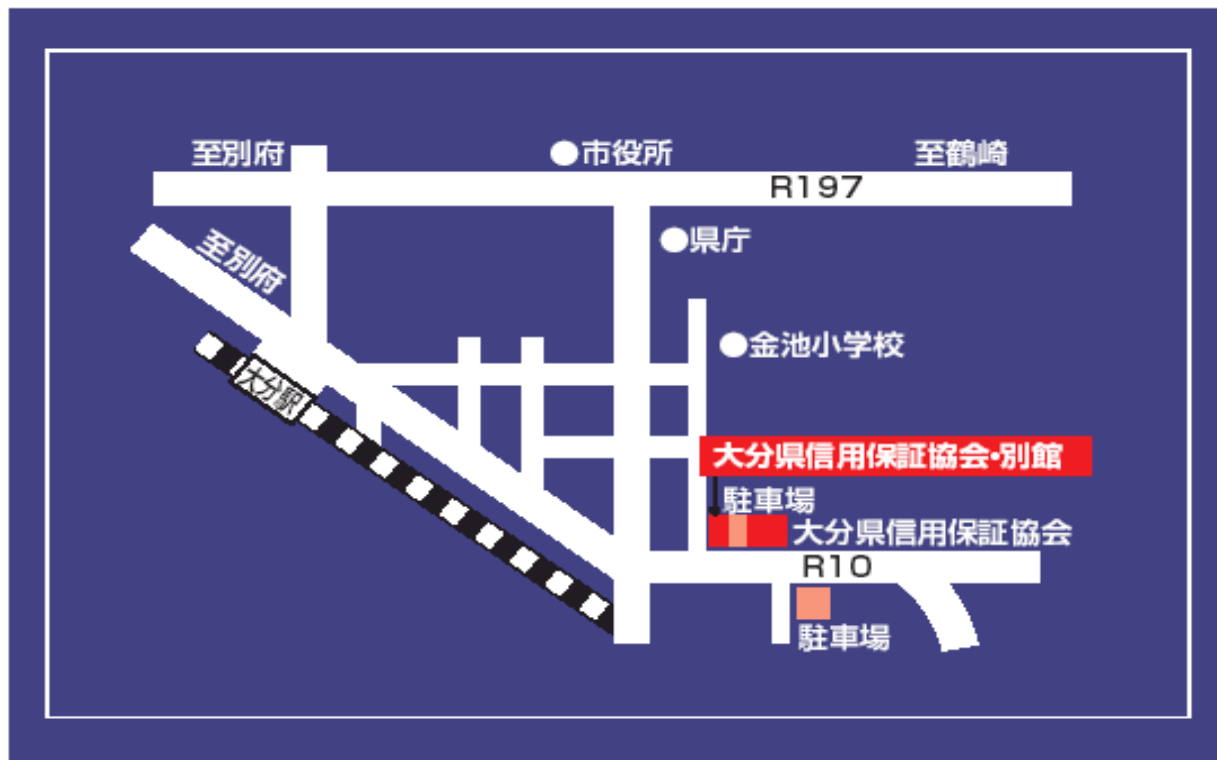 至別府
●市役所
至鶴崎
R197
至別府
●県庁
●金池小学校
大分駅
大分県信用保証協会・別館
駐車場
大分県信用保証協会
R10
駐車場